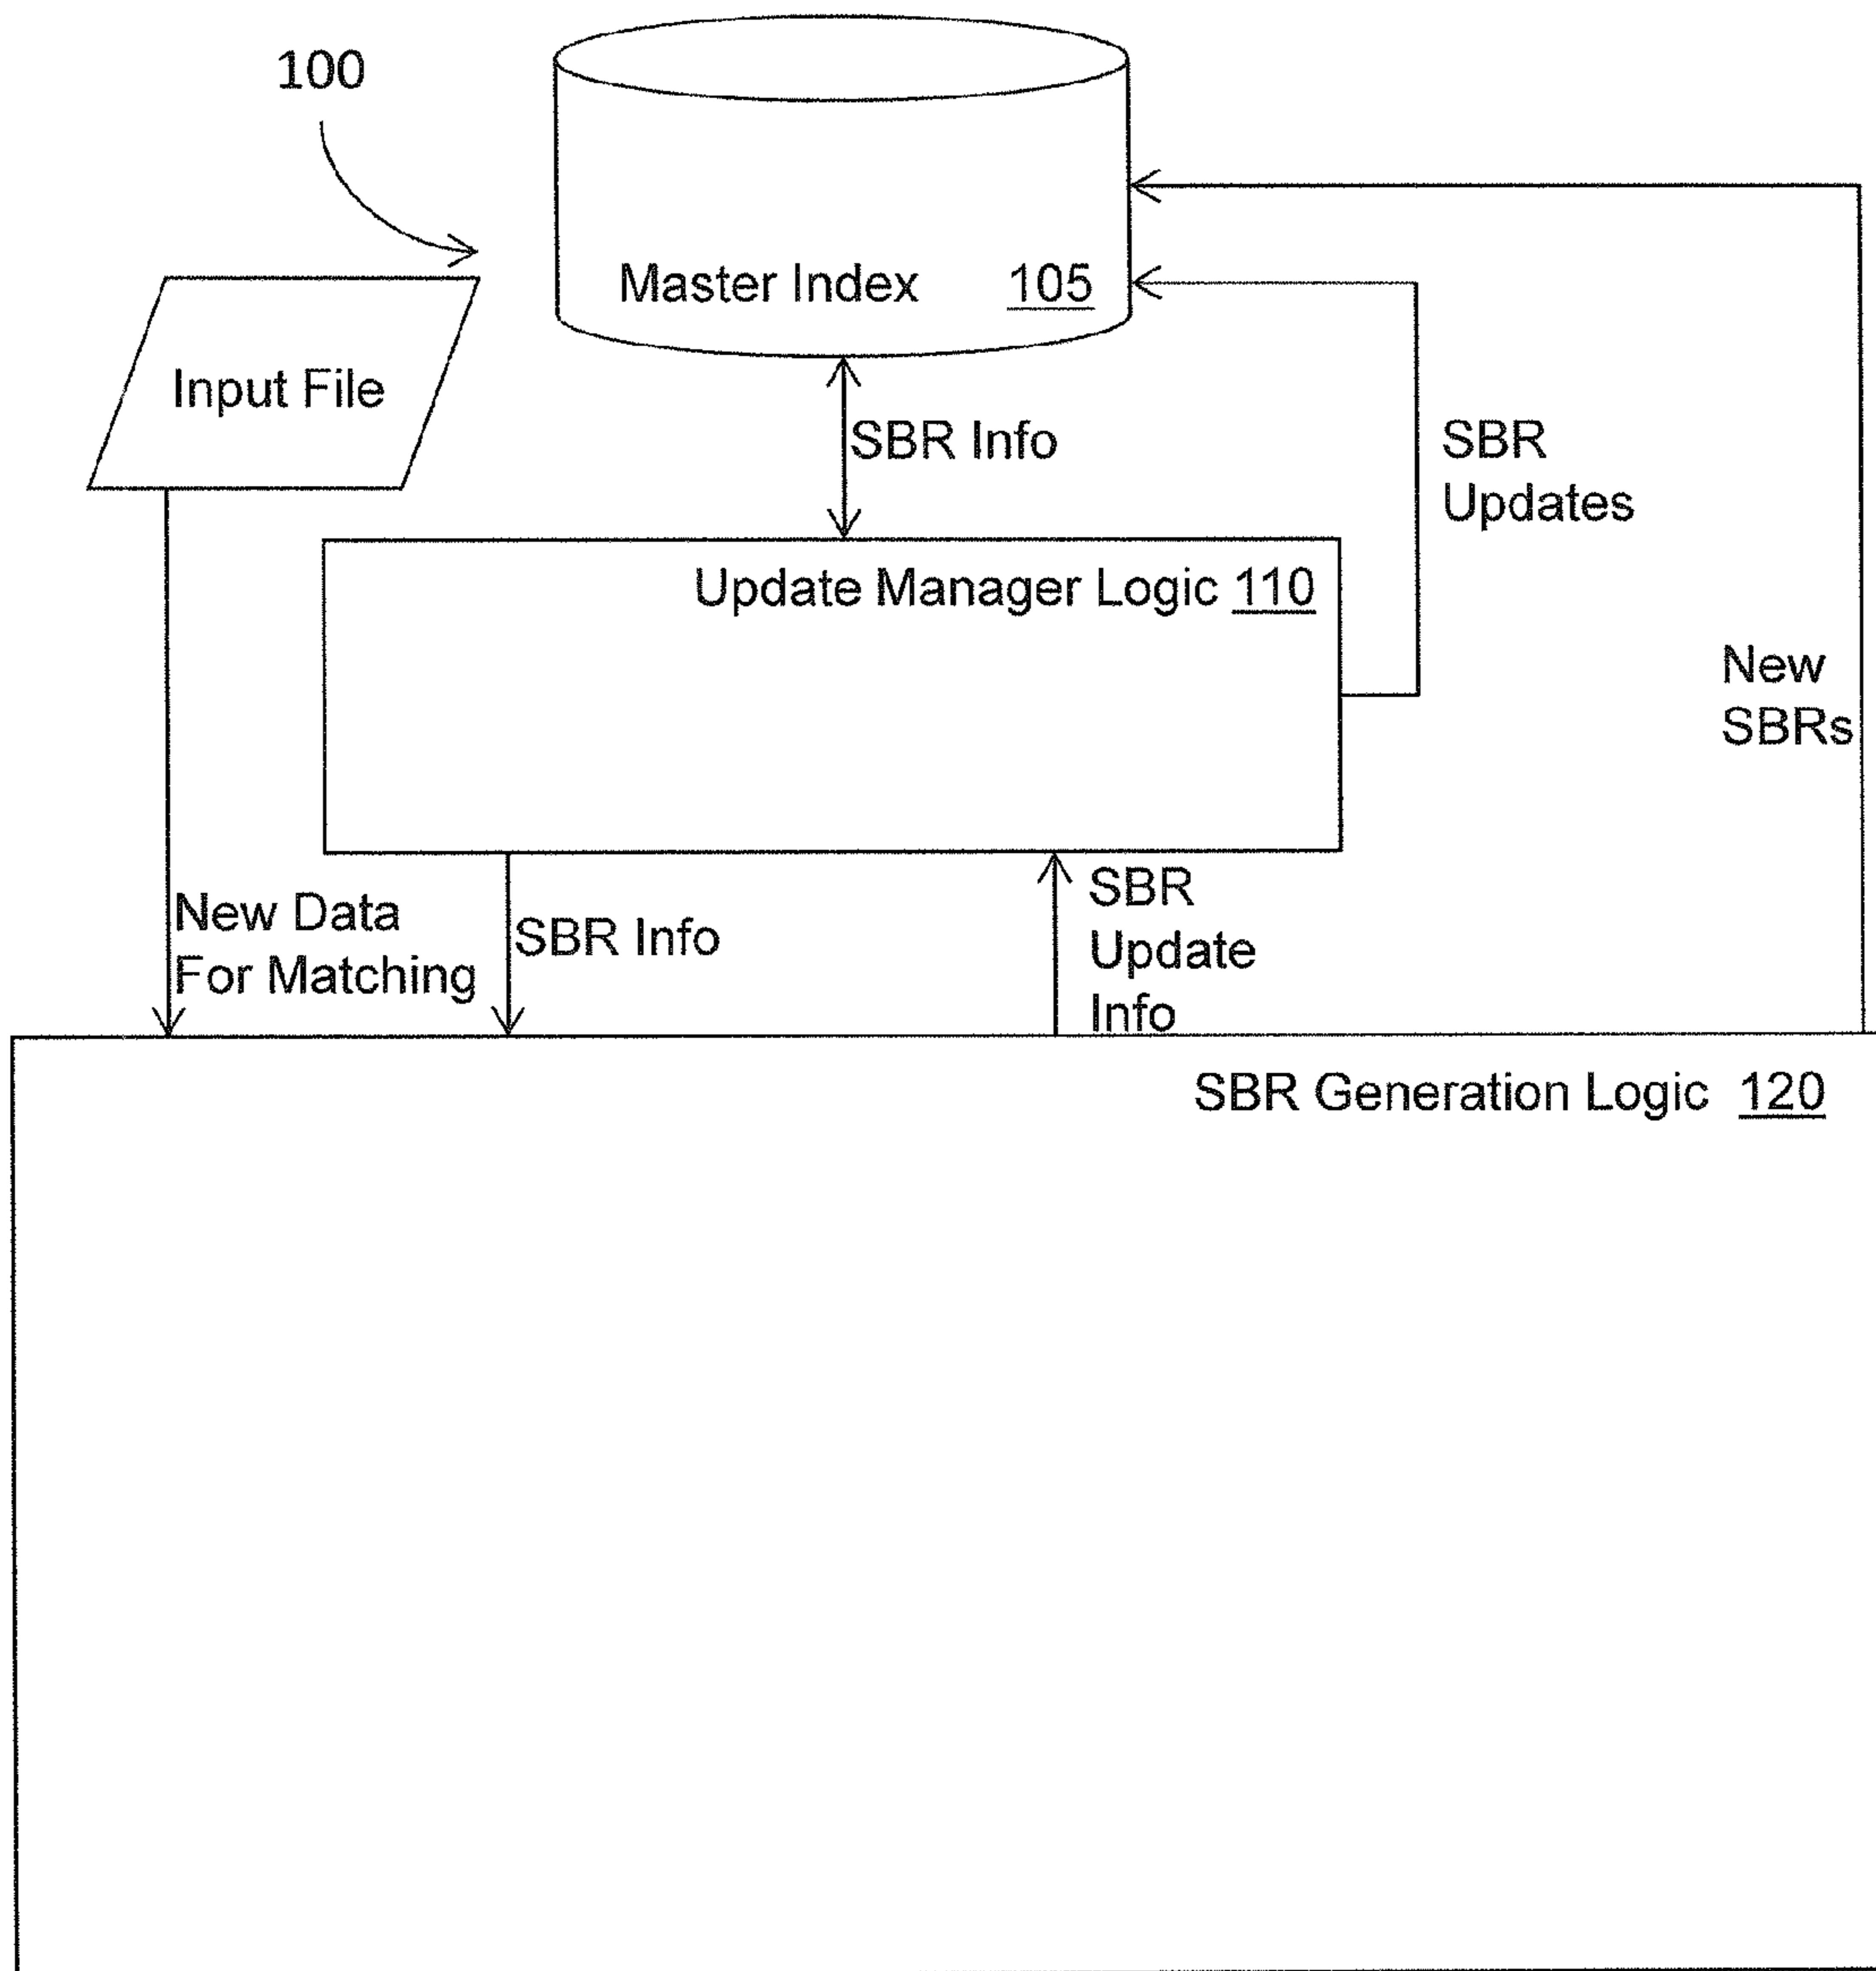 100
Master Index 105
Input File
SBR Info
SBR
Updates
Update Manager Logic 110
New
SBRs
New Data
For Matching
SBR Info
SBR
Update
Info
SBR Generation Logic 120